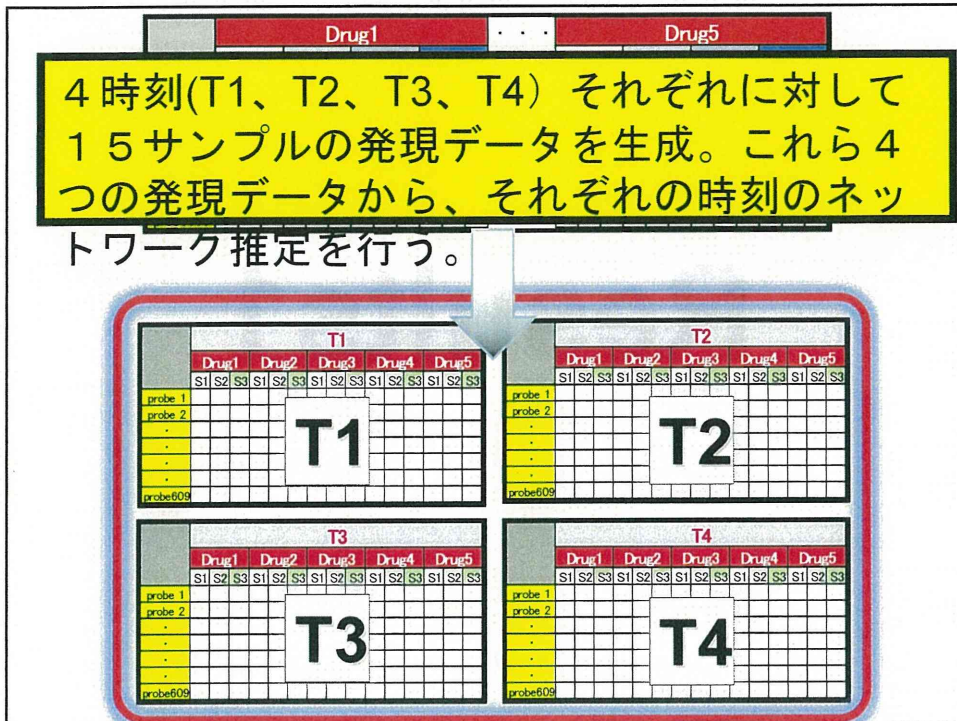 Drug1 ・・・ Drug5
４時刻(T1、T2、T3、T4）それぞれに対して
１５サンプルの発現データを生成。これら４
つの発現データから、それぞれの時刻のネッ
トワーク推定を行う。
T1
Drug1 Drug2 Drug3 Drug4 Drug5
S1 S2 S3 S1 S2 S3 S1 S2 S3 S1 S2 S3 S1 S2 S3
probe 1
probe 2
・
・
・
・
probe609
T1
T2
Drug1 Drug2 Drug3 Drug4 Drug5
S1 S2 S3 S1 S2 S3 S1 S2 S3 S1 S2 S3 S1 S2 S3
probe 1
probe 2
・
・
・
・
probe609
T2
T3
Drug1 Drug2 Drug3 Drug4 Drug5
S1 S2 S3 S1 S2 S3 S1 S2 S3 S1 S2 S3 S1 S2 S3
probe 1
probe 2
・
・
・
・
probe609
T3
T4
Drug1 Drug2 Drug3 Drug4 Drug5
S1 S2 S3 S1 S2 S3 S1 S2 S3 S1 S2 S3 S1 S2 S3
probe 1
probe 2
・
・
・
・
probe609
T4